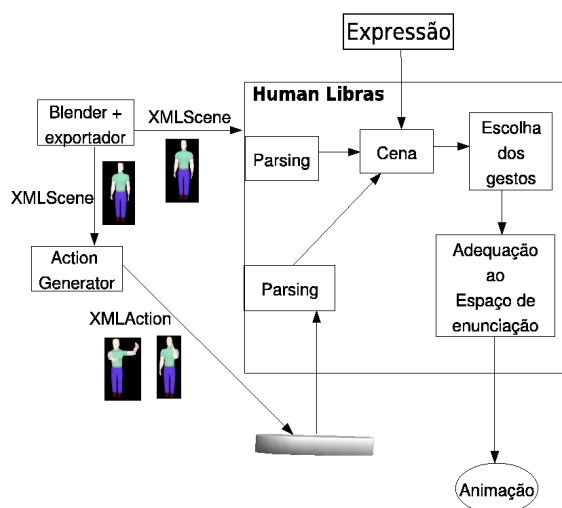 Expressão
Human Libras
Blender +
exportador
XMLScene
Parsing
Cena
Escolha
dos
gestos
XMLScene
Action
Generator
Parsing
Adequação
ao
Espaço de
enunciação
XMLAction
Animação